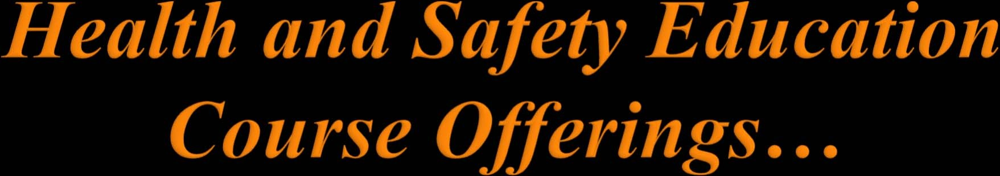 Health and Safety Education
Course Offerings…